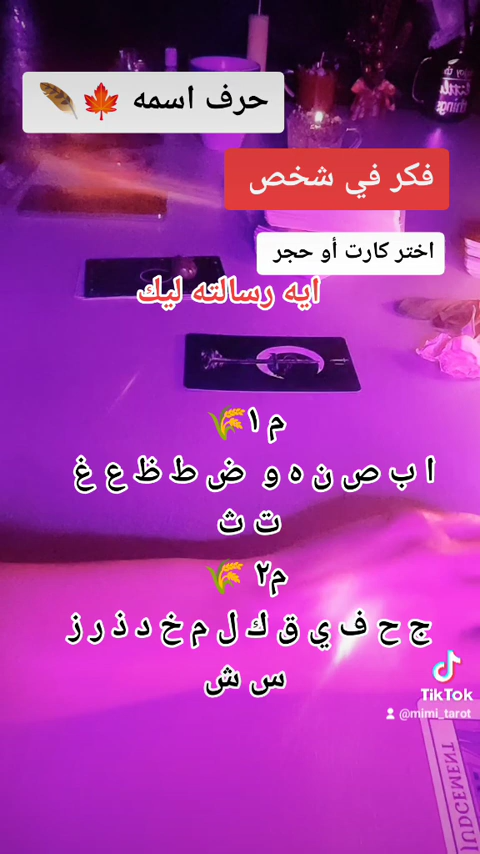 حرف اسمه 🍁 🪶
فكر في شخص
اختر كارت أو حجر
ايه رسالته ليك
م١ 🌾
ا ب ص ن ه و ض ط ظ ع غ
ت ث
م٢ 🌾
ج ح ف ي ق ك ل م خ د ذ ر ز
س ش
TikTok
@mimi_tarot
JUDGEMENT